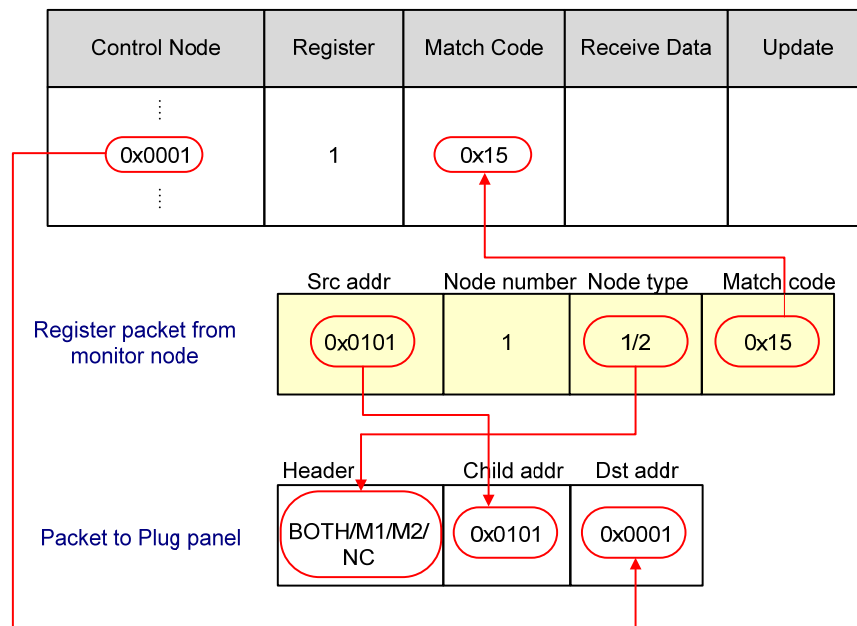 Control Node Register Match Code Receive Data Update
⋮
0x0001 1 0x15
⋮
Src addr Node number Node type Match code
Register packet from
monitor node
0x0101 1 1/2 0x15
Header Child addr Dst addr
Packet to Plug panel
BOTH/M1/M2/
NC
0x0101 0x0001